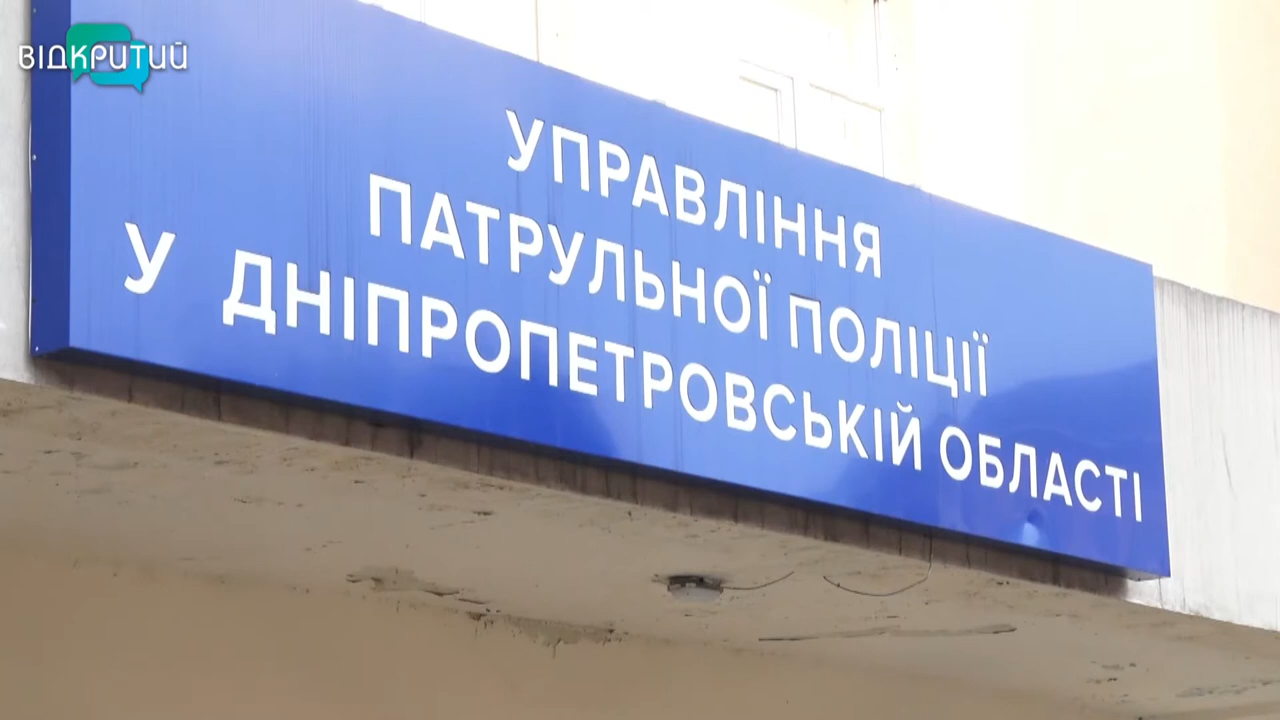 ВІДКРИТИЙ
УПРАВЛІННЯ
ПАТРУЛЬНОЇ ПОЛІЦІЇ
У ДНІПРОПЕТРОВСЬКІЙ ОБЛАСТІ